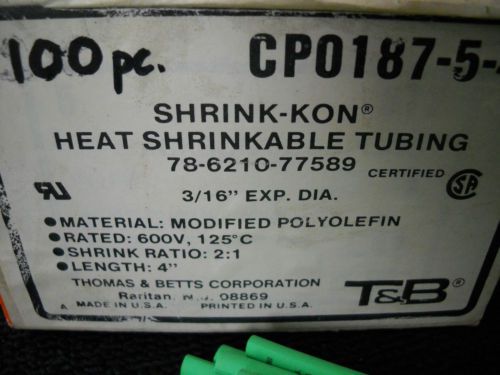 100 pc. CP0187-5-
SHRINK-KON®
HEAT SHRINKABLE TUBING
78-6210-77589
CERTIFIED
3/16" EXP. DIA.
● MATERIAL: MODIFIED POLYOLEFIN
● RATED: 600V, 125°C
● SHRINK RATIO: 2:1
● LENGTH: 4"
THOMAS & BETTS CORPORATION
Raritan, N.J. 08869
A MADE IN U.S.A. PRINTED IN U.S.A.
T&B®